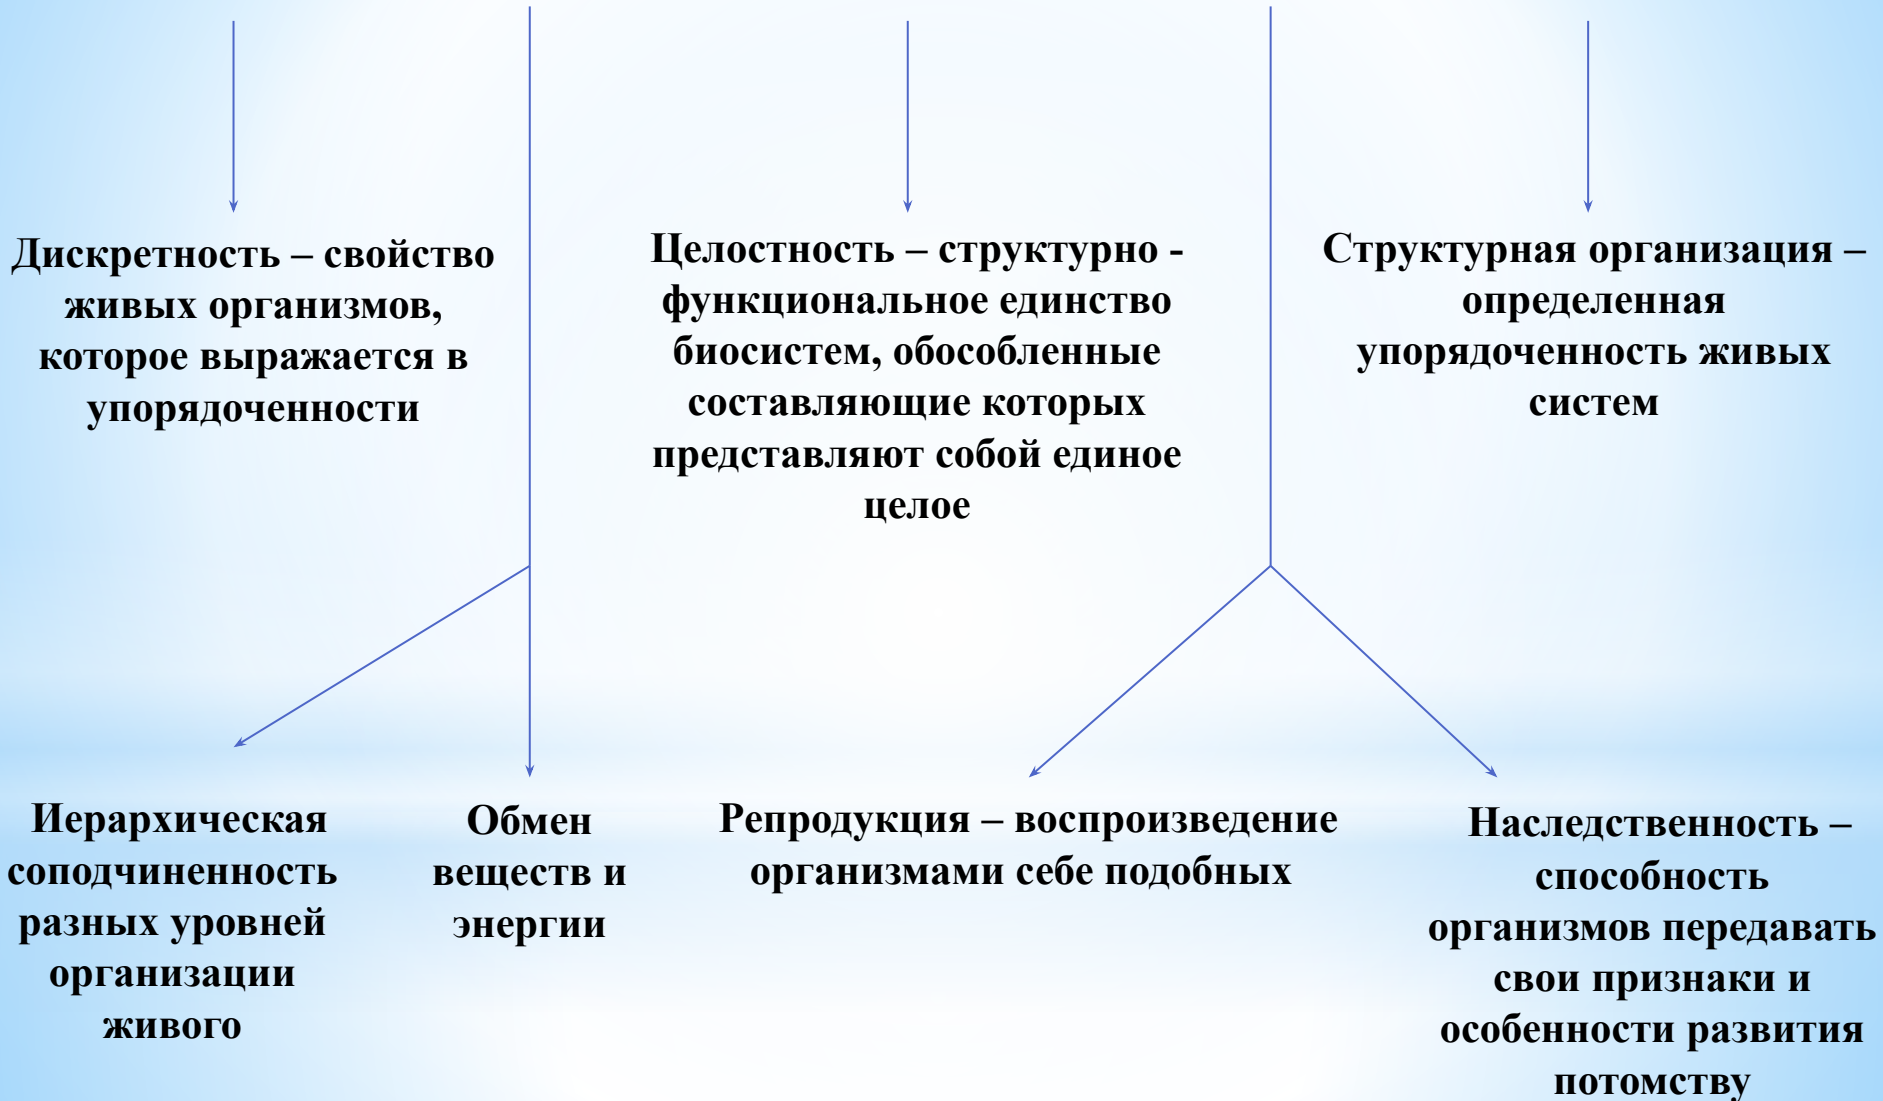 Дискретность – свойство
живых организмов,
которое выражается в
упорядоченности
Целостность – структурно -
функциональное единство
биосистем, обособленные
составляющие которых
представляют собой единое
целое
Структурная организация –
определенная
упорядоченность живых
систем
Иерархическая
соподчиненность
разных уровней
организации
живого
Обмен
веществ и
энергии
Репродукция – воспроизведение
организмами себе подобных
Наследственность –
способность
организмов передавать
свои признаки и
особенности развития
потомству